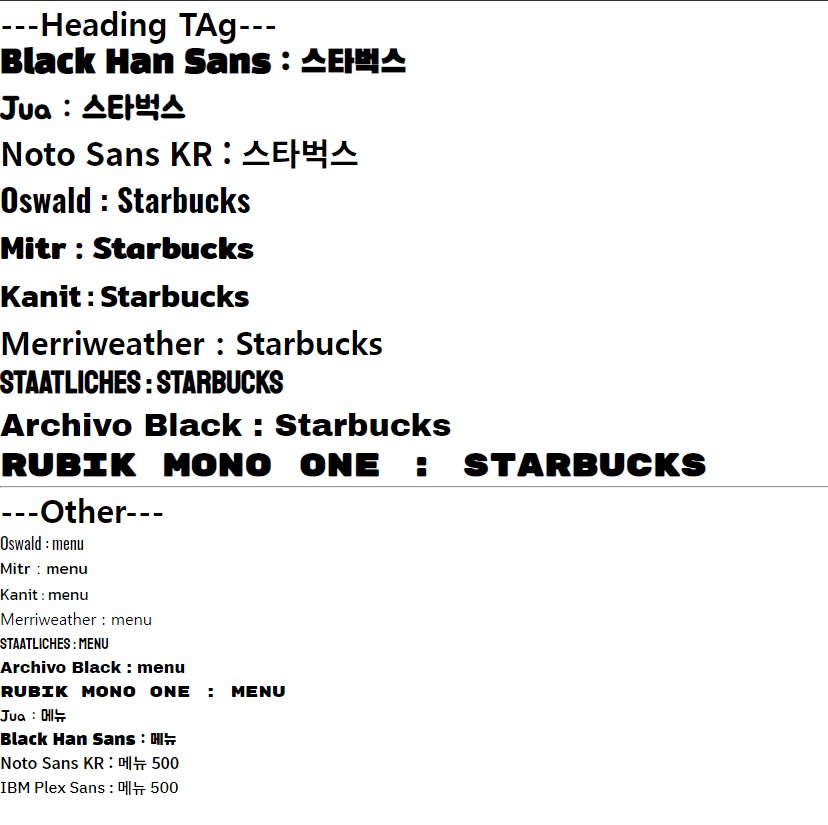 ---Heading TAg---
Black Han Sans : 스타벅스
Jua : 스타벅스
Noto Sans KR : 스타벅스
Oswald : Starbucks
Mitr : Starbucks
Kanit : Starbucks
Merriweather : Starbucks
STAATLICHES : STARBUCKS
Archivo Black : Starbucks
RUBIK MONO ONE : STARBUCKS
---Other---
Oswald : menu
Mitr : menu
Kanit : menu
Merriweather : menu
STAATLICHES : MENU
Archivo Black : menu
RUBIK MONO ONE : MENU
Jua : 메뉴
Black Han Sans : 메뉴
Noto Sans KR : 메뉴 500
IBM Plex Sans : 메뉴 500